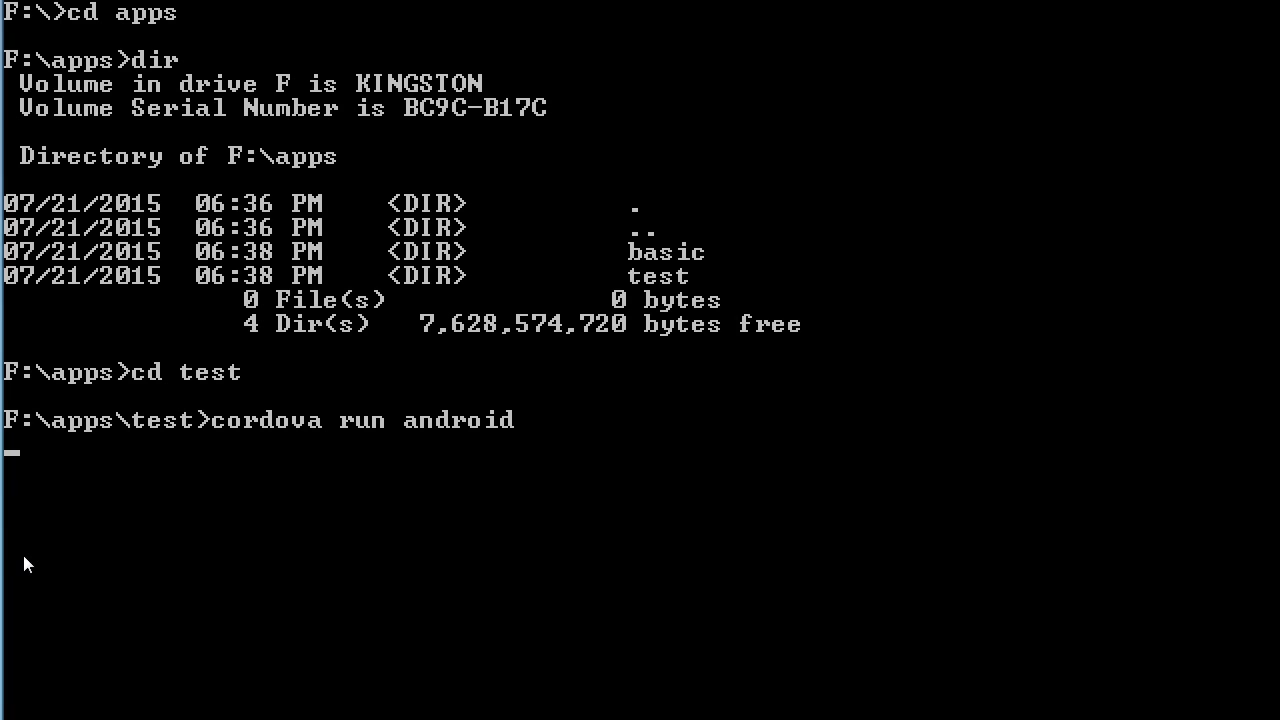 F:\>cd apps
F:\apps>dir
Volume in drive F is KINGSTON
Volume Serial Number is BC9C-B17C
Directory of F:\apps
07/21/2015  06:36 PM    <DIR>          .
07/21/2015  06:36 PM    <DIR>          ..
07/21/2015  06:38 PM    <DIR>          basic
07/21/2015  06:38 PM    <DIR>          test
0 File(s)              0 bytes
4 Dir(s)   7,628,574,720 bytes free
F:\apps>cd test
F:\apps\test>cordova run android